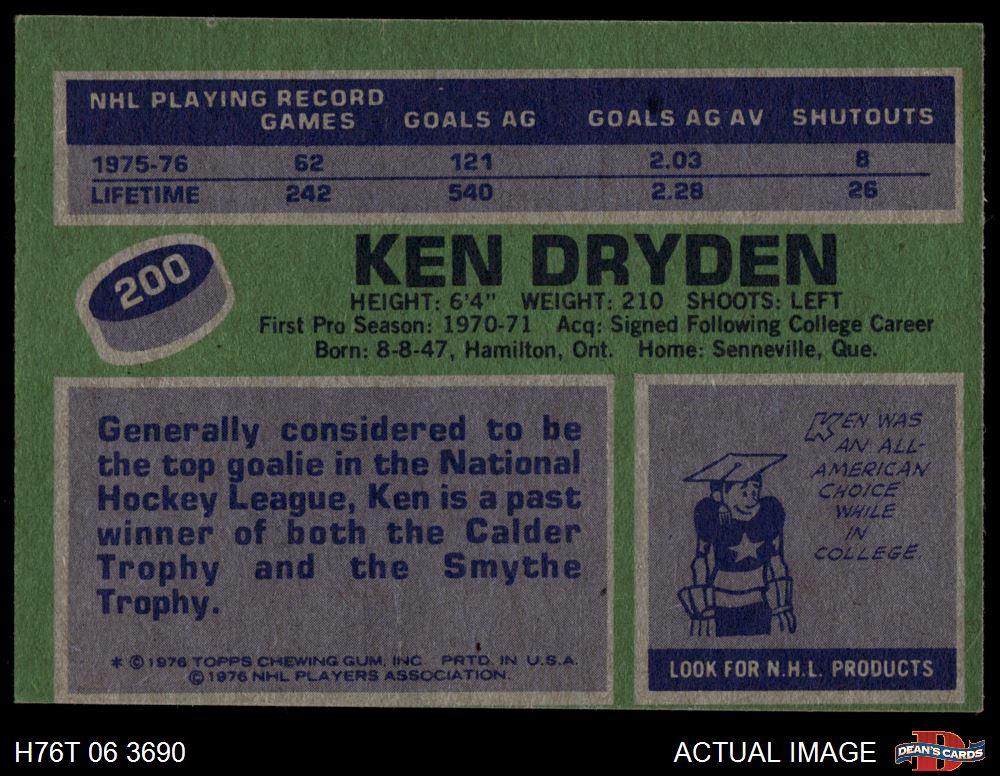 NHL PLAYING RECORD
GAMES GOALS AG GOALS AG AV SHUTOUTS
1975-76 62 121 2.03 8
LIFETIME 242 540 2.28 26
200
KEN DRYDEN
HEIGHT: 6'4" WEIGHT: 210 SHOOTS: LEFT
First Pro Season: 1970-71 Acq: Signed Following College Career
Born: 8-8-47, Hamilton, Ont. Home: Senneville, Que.
Generally considered to be
the top goalie in the National
Hockey League, Ken is a past
winner of both the Calder
Trophy and the Smythe
Trophy.
* © 1976 TOPPS CHEWING GUM, INC PRTD. IN U.S.A.
© 1976 NHL PLAYERS ASSOCIATION.
KEN WAS
AN ALL-
AMERICAN
CHOICE
WHILE
IN
COLLEGE.
LOOK FOR N.H.L. PRODUCTS
H76T 06 3690
ACTUAL IMAGE
D
DEAN'S CARDS